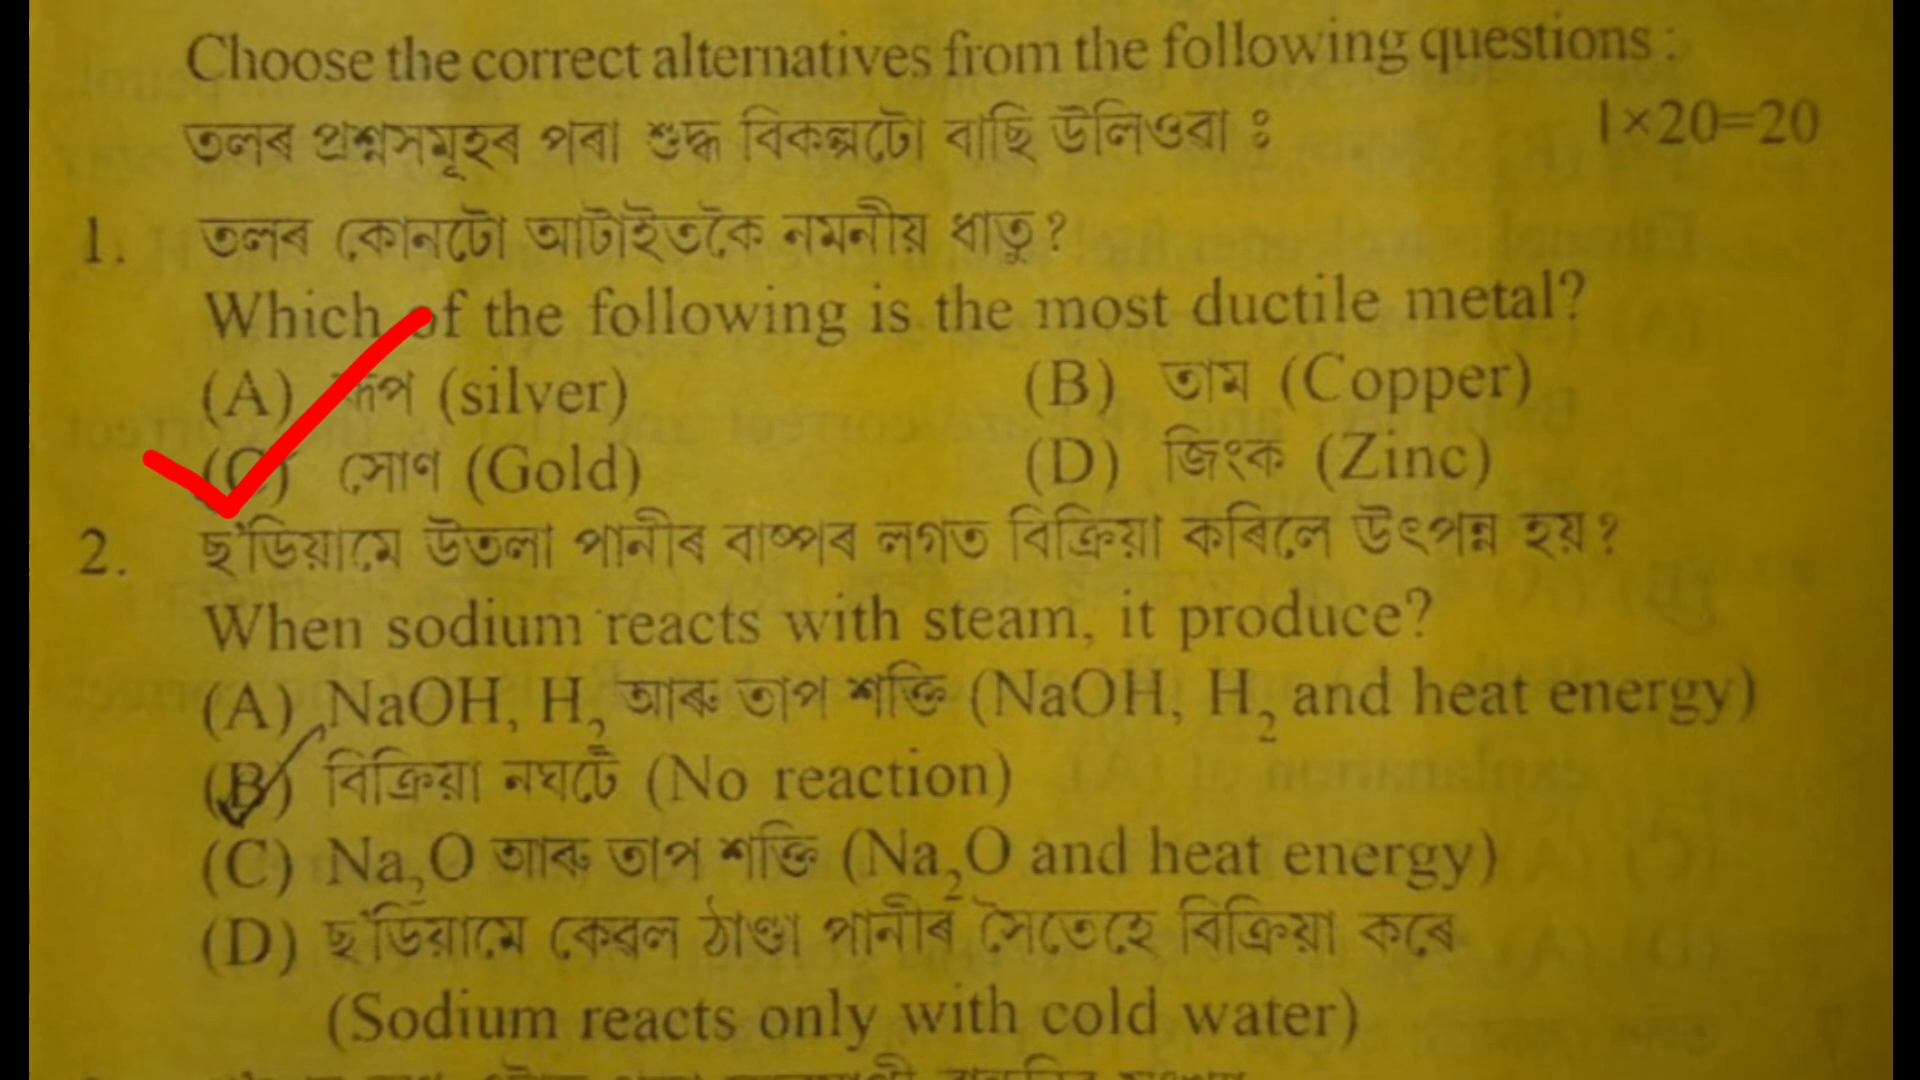 Choose the correct alternatives from the following questions :
তলৰ প্ৰশ্নসমূহৰ পৰা শুদ্ধ বিকল্পটো বাছি উলিওৱা ঃ 1×20=20
1. তলৰ কোনটো আটাইতকৈ নমনীয় ধাতু?
Which of the following is the most ductile metal?
(A) ৰূপ (silver) (B) তাম (Copper)
(C) সোণ (Gold) (D) জিংক (Zinc)
2. ছ'ডিয়ামে উতলা পানীৰ বাষ্পৰ লগত বিক্ৰিয়া কৰিলে উৎপন্ন হয়?
When sodium reacts with steam, it produce?
(A) NaOH, H₂ আৰু তাপ শক্তি (NaOH, H₂ and heat energy)
(B) বিক্ৰিয়া নঘটে (No reaction)
(C) Na₂O আৰু তাপ শক্তি (Na₂O and heat energy)
(D) ছ'ডিয়ামে কেৱল ঠাণ্ডা পানীৰ সৈতেহে বিক্ৰিয়া কৰে
(Sodium reacts only with cold water)